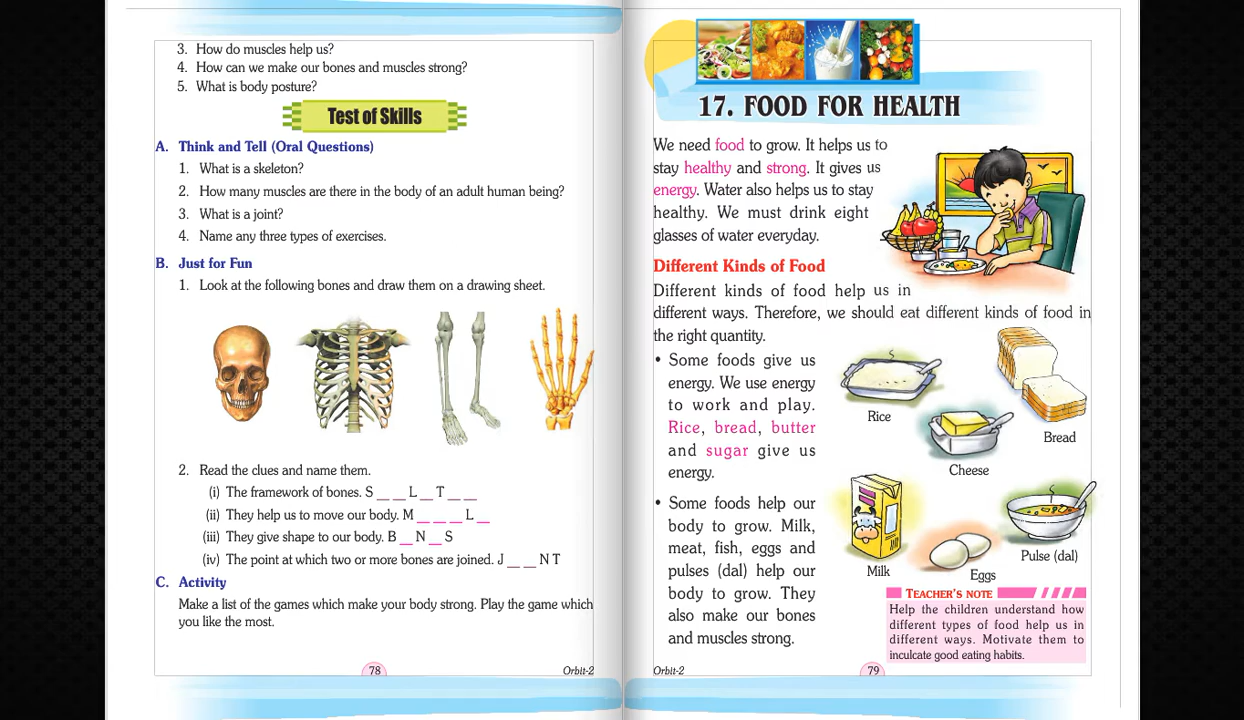 3. How do muscles help us?
4. How can we make our bones and muscles strong?
5. What is body posture?
Test of Skills
A. Think and Tell (Oral Questions)
1. What is a skeleton?
2. How many muscles are there in the body of an adult human being?
3. What is a joint?
4. Name any three types of exercises.
B. Just for Fun
1. Look at the following bones and draw them on a drawing sheet.
2. Read the clues and name them.
(i) The framework of bones. S __ __ L __ T __ __
(ii) They help us to move our body. M __ __ __ L __
(iii) They give shape to our body. B __ N __ S
(iv) The point at which two or more bones are joined. J __ __ N T
C. Activity
Make a list of the games which make your body strong. Play the game which
you like the most.
78
Orbit-2
17. FOOD FOR HEALTH
We need food to grow. It helps us to
stay healthy and strong. It gives us
energy. Water also helps us to stay
healthy. We must drink eight
glasses of water everyday.
Different Kinds of Food
Different kinds of food help us in
different ways. Therefore, we should eat different kinds of food in
the right quantity.
• Some foods give us
energy. We use energy
to work and play.
Rice, bread, butter
and sugar give us
energy.
• Some foods help our
body to grow. Milk,
meat, fish, eggs and
pulses (dal) help our
body to grow. They
also make our bones
and muscles strong.
Rice
Bread
Cheese
Milk
Eggs
Pulse (dal)
TEACHER'S NOTE
Help the children understand how
different types of food help us in
different ways. Motivate them to
inculcate good eating habits.
Orbit-2
79